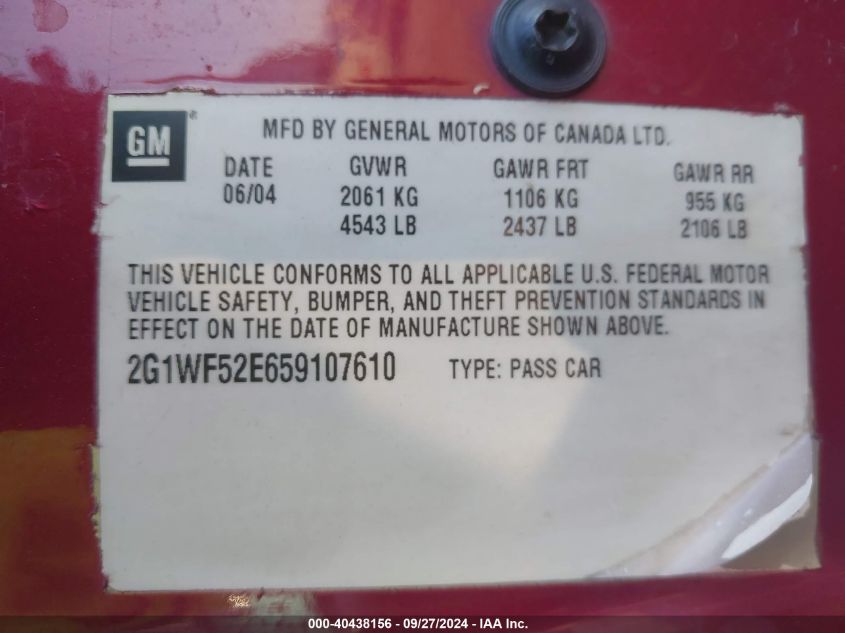 GM ®
MFD BY GENERAL MOTORS OF CANADA LTD.
DATE GVWR GAWR FRT GAWR RR
06/04 2061 KG 1106 KG 955 KG
4543 LB 2437 LB 2106 LB
THIS VEHICLE CONFORMS TO ALL APPLICABLE U.S. FEDERAL MOTOR
VEHICLE SAFETY, BUMPER, AND THEFT PREVENTION STANDARDS IN
EFFECT ON THE DATE OF MANUFACTURE SHOWN ABOVE.
2G1WF52E659107610 TYPE: PASS CAR
000-40438156 - 09/27/2024 - IAA Inc.